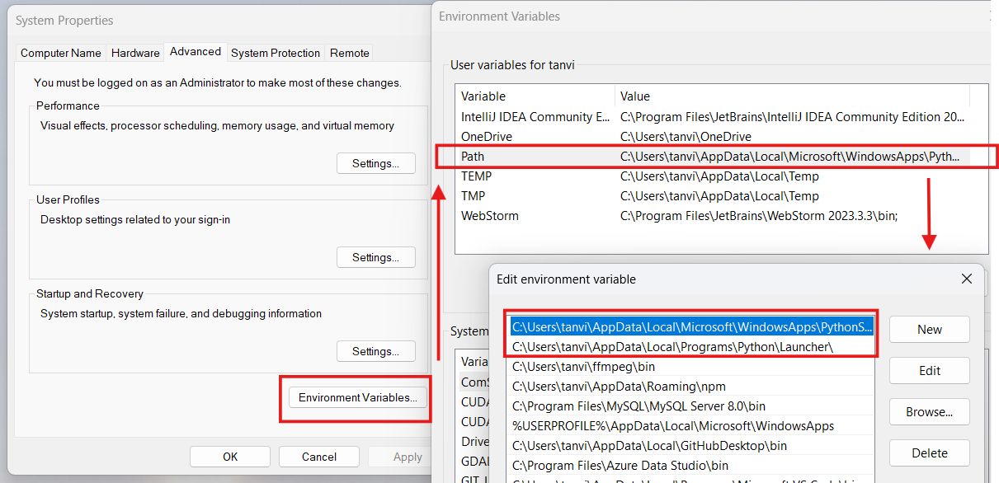 System Properties
Computer Name Hardware Advanced System Protection Remote
You must be logged on as an Administrator to make most of these changes.
Performance
Visual effects, processor scheduling, memory usage, and virtual memory
Settings...
User Profiles
Desktop settings related to your sign-in
Settings...
Startup and Recovery
System startup, system failure, and debugging information
Settings...
Environment Variables...
OK Cancel Apply
Environment Variables
User variables for tanvi
Variable Value
IntelliJ IDEA Community E... C:\Program Files\JetBrains\IntelliJ IDEA Community Edition 20...
OneDrive C:\Users\tanvi\OneDrive
Path C:\Users\tanvi\AppData\Local\Microsoft\WindowsApps\Pyth...
TEMP C:\Users\tanvi\AppData\Local\Temp
TMP C:\Users\tanvi\AppData\Local\Temp
WebStorm C:\Program Files\JetBrains\WebStorm 2023.3.3\bin;
System
Varia
ComS
CUDA
CUDA
Drive
GDAL
Edit environment variable
C:\Users\tanvi\AppData\Local\Microsoft\WindowsApps\PythonS...
C:\Users\tanvi\AppData\Local\Programs\Python\Launcher\
C:\Users\tanvi\ffmpeg\bin
C:\Users\tanvi\AppData\Roaming\npm
C:\Program Files\MySQL\MySQL Server 8.0\bin
%USERPROFILE%\AppData\Local\Microsoft\WindowsApps
C:\Users\tanvi\AppData\Local\GitHubDesktop\bin
C:\Program Files\Azure Data Studio\bin
New
Edit
Browse...
Delete